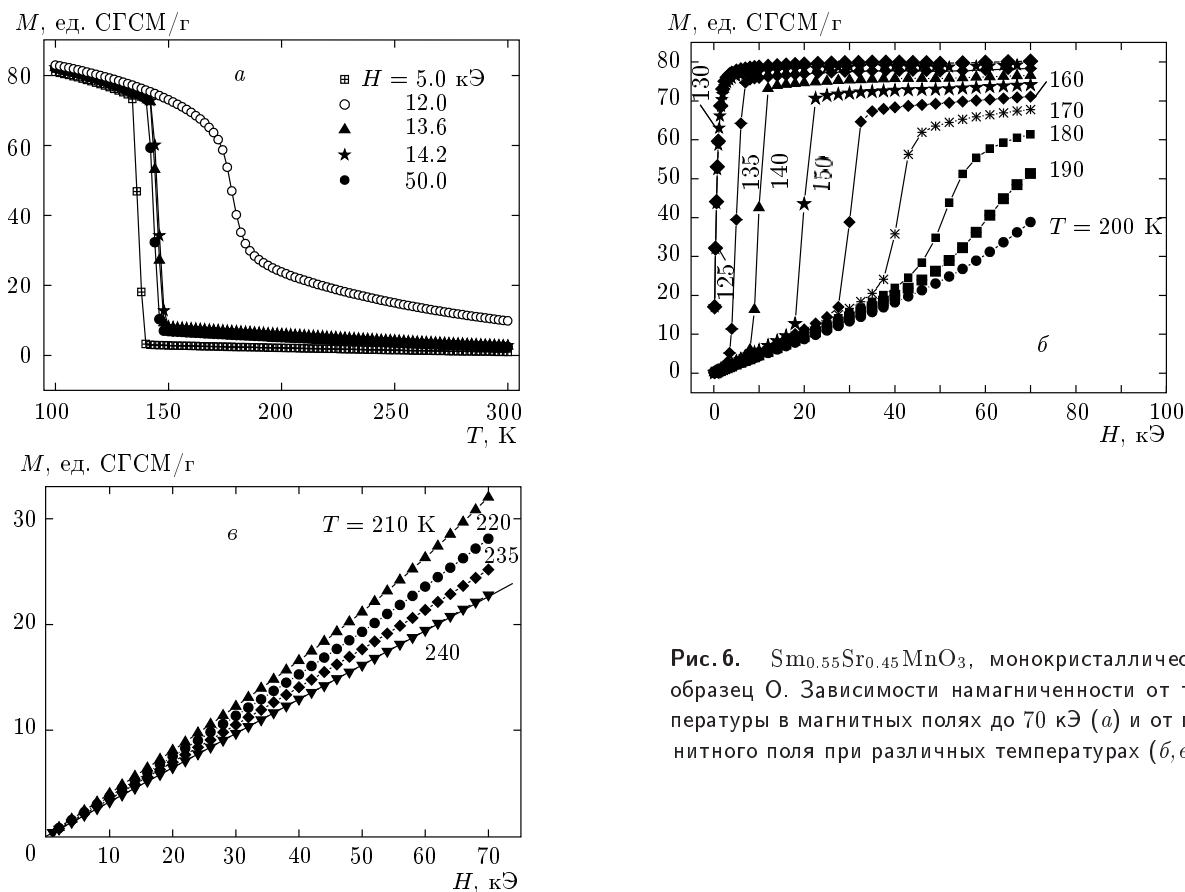 M, ед. СГСМ/г
80
60
40
20
0
а
H = 5.0 кЭ
12.0
13.6
14.2
50.0
100 150 200 250 300
T, К
M, ед. СГСМ/г
80
70
60
50
40
30
20
10
0
130
125
135
140
150
160
170
180
190
T = 200 К
б
0 20 40 60 80 100
H, кЭ
M, ед. СГСМ/г
30
20
10
0
в
T = 210 К
220
235
240
10 20 30 40 50 60 70
H, кЭ
Рис. 6. Sm0.55Sr0.45MnO3, монокристалличес
образец О. Зависимости намагниченности от т
пературы в магнитных полях до 70 кЭ (а) и от
нитного поля при различных температурах (б, в